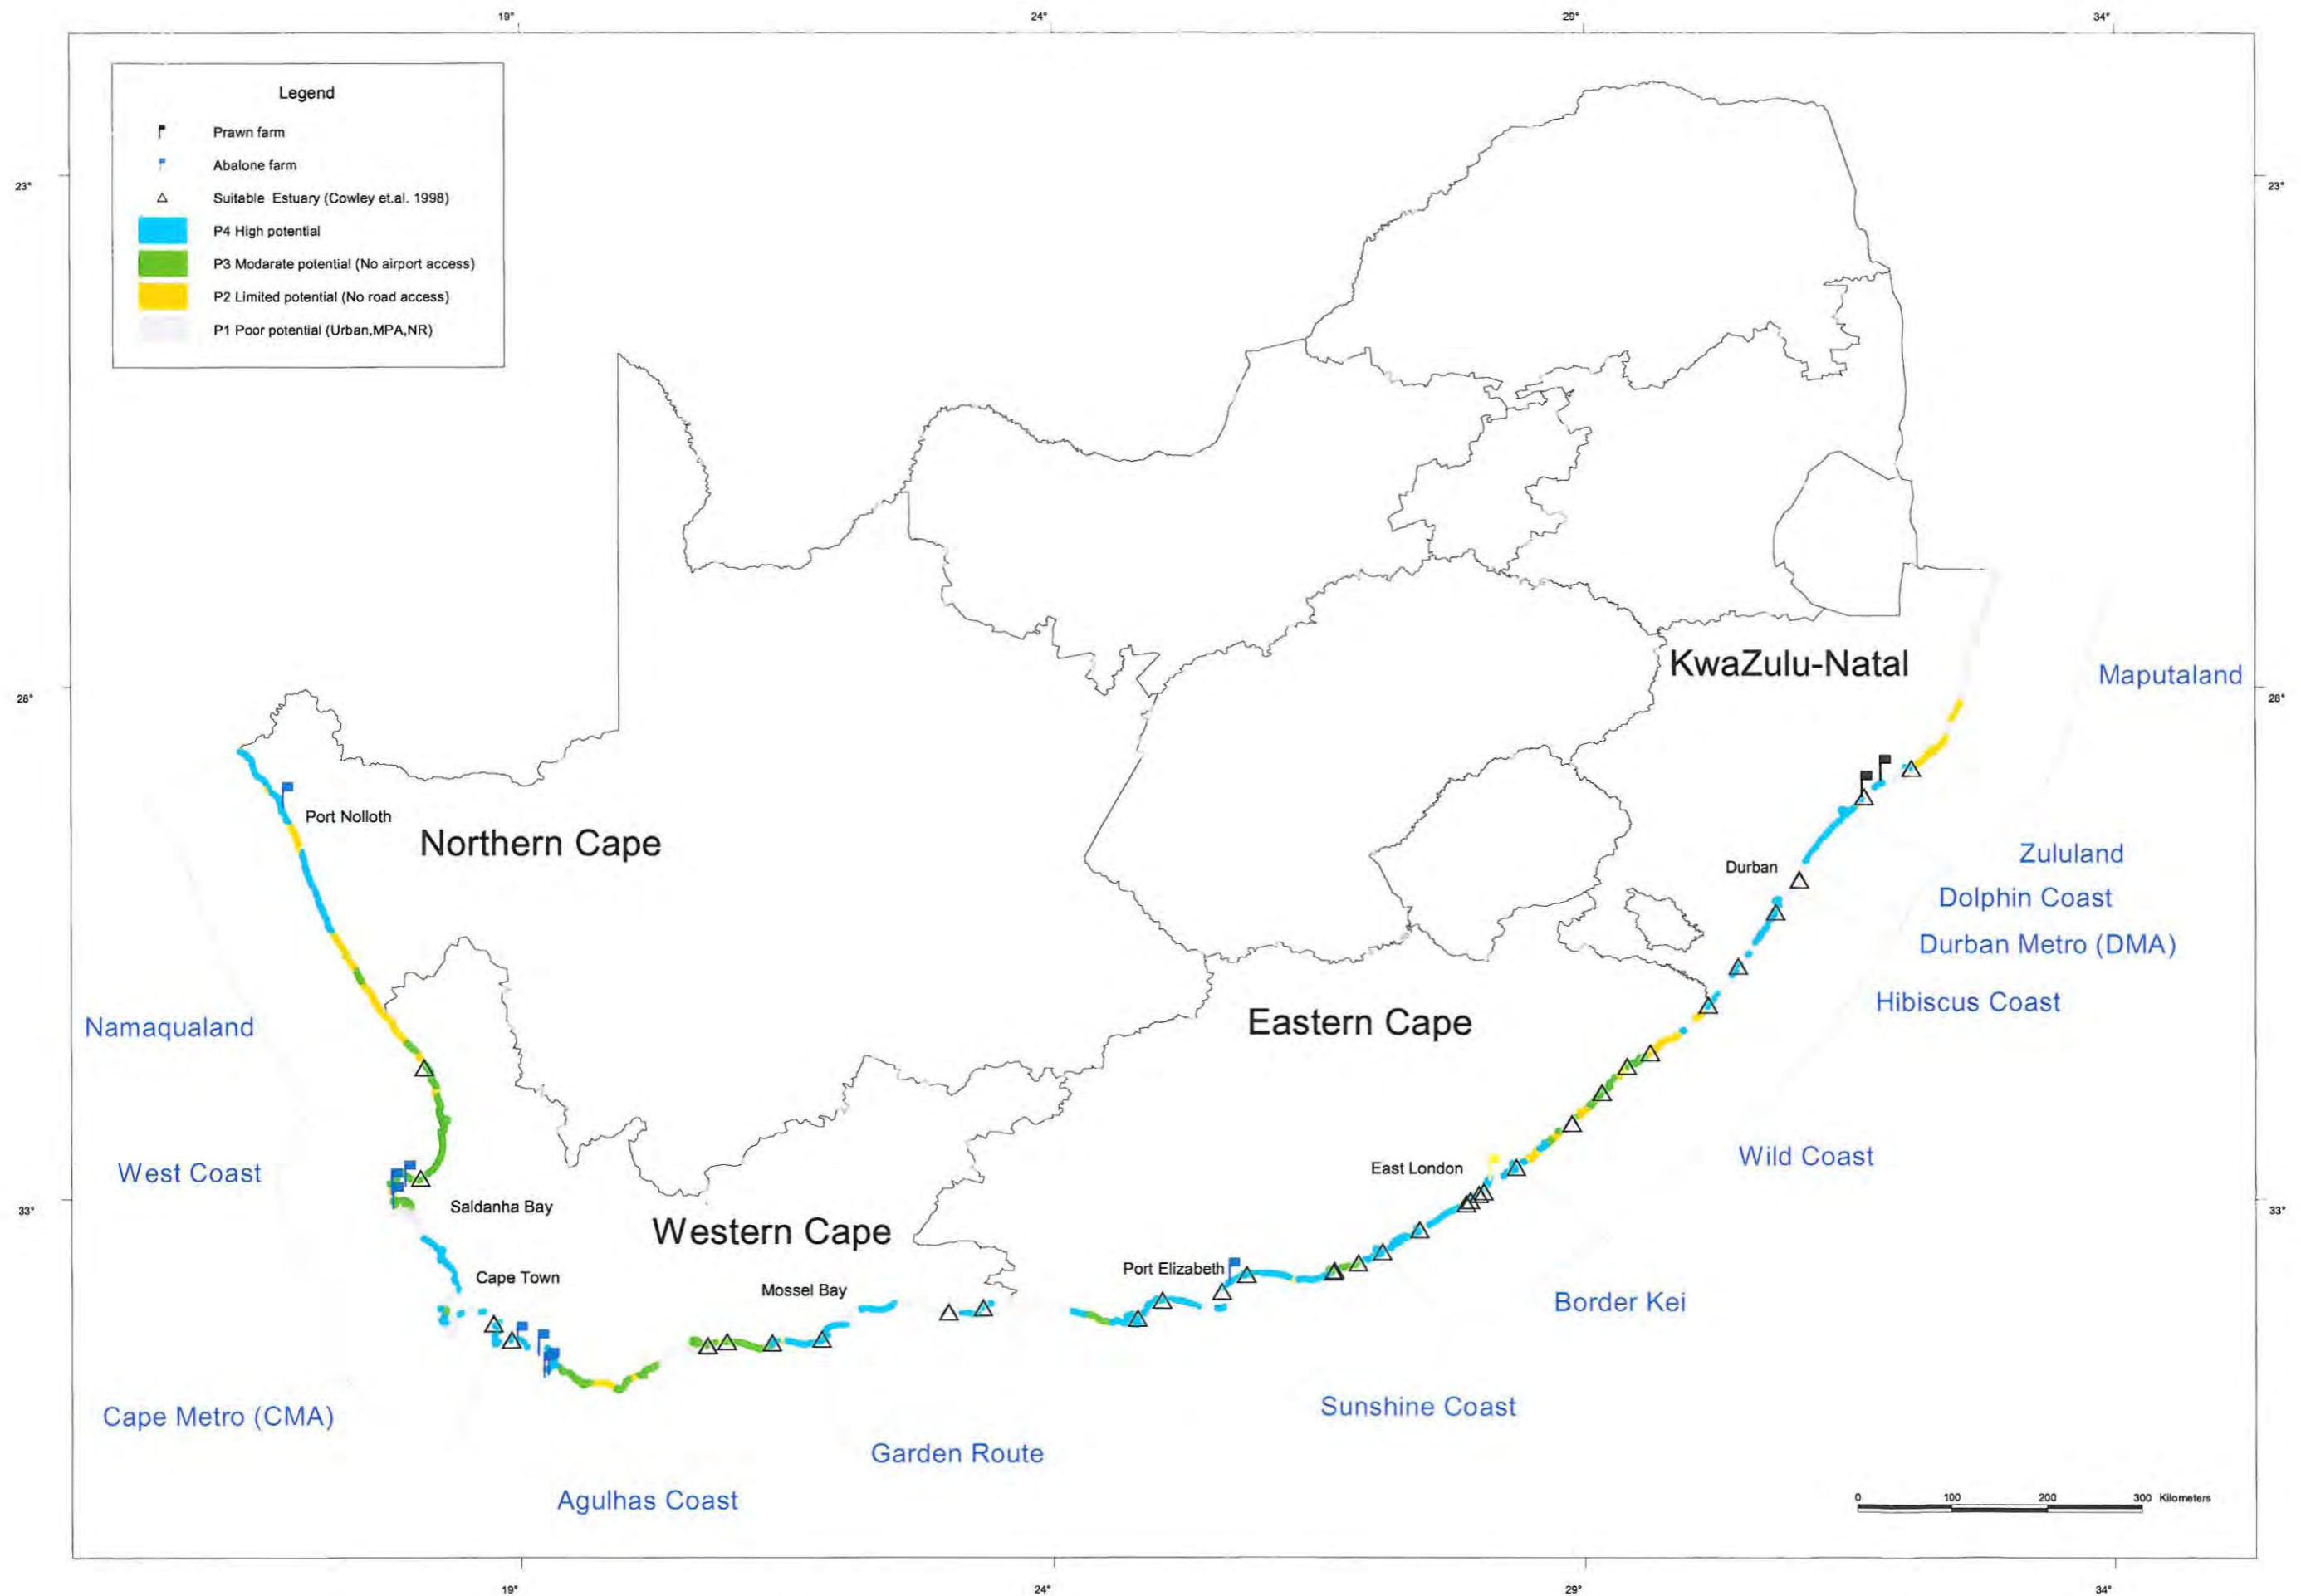 19° 24° 29° 34°
Legend
Prawn farm
Abalone farm
Suitable Estuary (Cowley et.al. 1998)
P4 High potential
P3 Modarate potential (No airport access)
P2 Limited potential (No road access)
P1 Poor potential (Urban,MPA,NR)
23° 23°
KwaZulu-Natal
Maputaland
28° 28°
Port Nolloth
Northern Cape
Zululand
Durban
Dolphin Coast
Durban Metro (DMA)
Hibiscus Coast
Eastern Cape
Namaqualand
Wild Coast
East London
West Coast
Saldanha Bay
33° 33°
Western Cape
Port Elizabeth
Cape Town
Mossel Bay
Border Kei
Sunshine Coast
Cape Metro (CMA)
Garden Route
Agulhas Coast
0 100 200 300 Kilometers
19° 24° 29° 34°